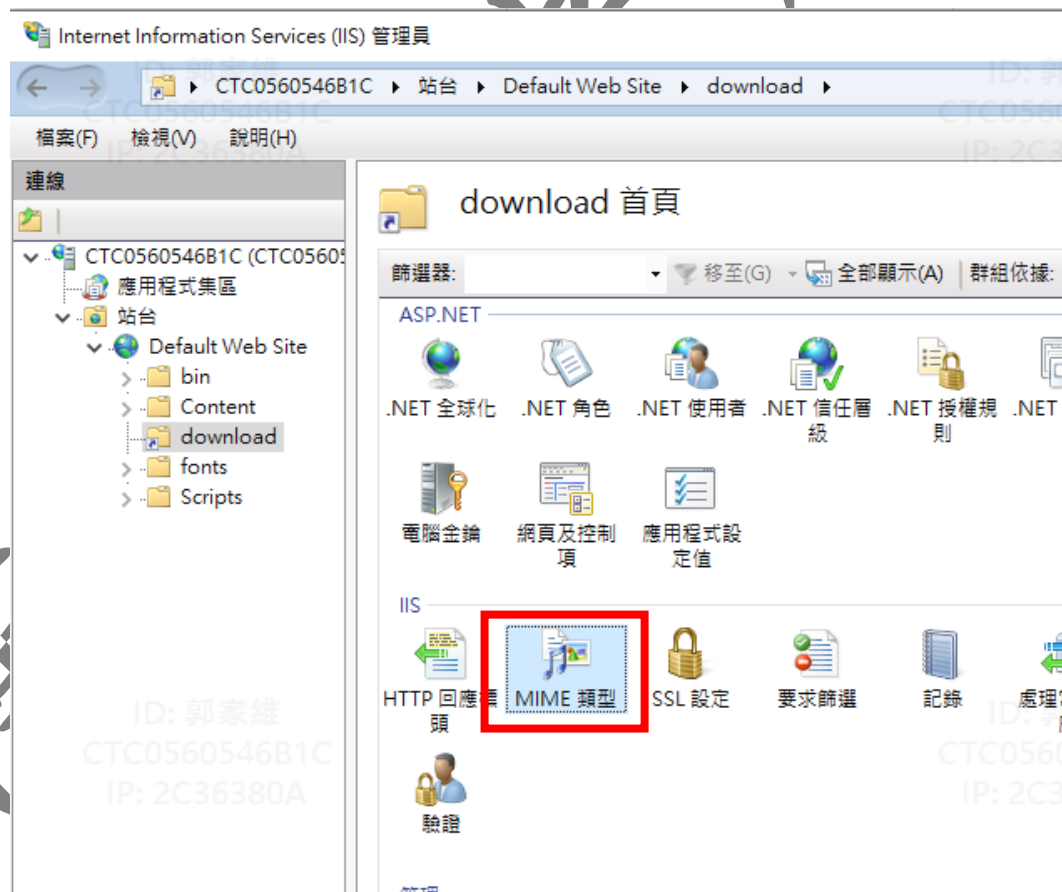 Internet Information Services (IIS) 管理員
CTC0560546B1C ▸ 站台 ▸ Default Web Site ▸ download ▸
檔案(F) 檢視(V) 說明(H)
連線
CTC0560546B1C (CTC0560
應用程式集區
站台
Default Web Site
bin
Content
download
fonts
Scripts
download 首頁
篩選器: 移至(G) 全部顯示(A) 群組依據:
ASP.NET
.NET 全球化
.NET 角色
.NET 使用者
.NET 信任層
級
.NET 授權規
則
.NET
電腦金鑰
網頁及控制
項
應用程式設
定值
IIS
HTTP 回應標
頭
MIME 類型
SSL 設定
要求篩選
記錄
處理
驗證
管理
ID: 郭家維
CTC0560546B1C
IP: 2C36380A